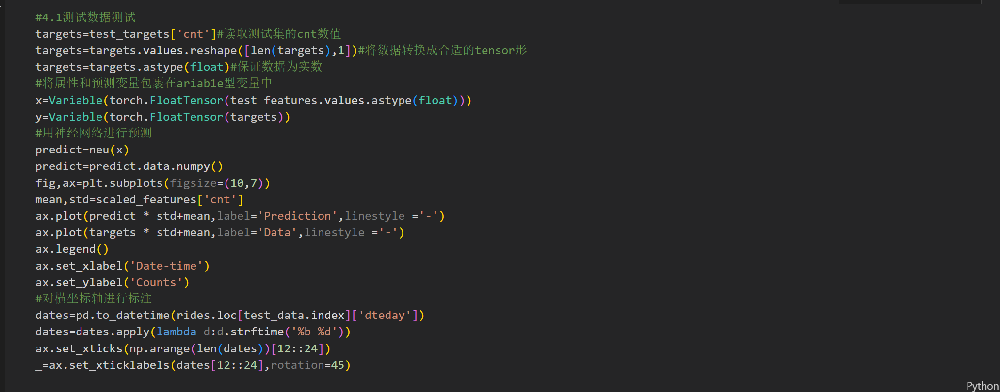 #4.1测试数据测试
targets=test_targets['cnt']#读取测试集的cnt数值
targets=targets.values.reshape([len(targets),1])#将数据转换成合适的tensor形
targets=targets.astype(float)#保证数据为实数
#将属性和预测变量包裹在ariab1e型变量中
x=Variable(torch.FloatTensor(test_features.values.astype(float)))
y=Variable(torch.FloatTensor(targets))
#用神经网络进行预测
predict=neu(x)
predict=predict.data.numpy()
fig,ax=plt.subplots(figsize=(10,7))
mean,std=scaled_features['cnt']
ax.plot(predict * std+mean,label='Prediction',linestyle ='-')
ax.plot(targets * std+mean,label='Data',linestyle ='-')
ax.legend()
ax.set_xlabel('Date-time')
ax.set_ylabel('Counts')
#对横坐标轴进行标注
dates=pd.to_datetime(rides.loc[test_data.index]['dteday'])
dates=dates.apply(lambda d:d.strftime('%b %d'))
ax.set_xticks(np.arange(len(dates))[12::24])
_=ax.set_xticklabels(dates[12::24],rotation=45)
Python